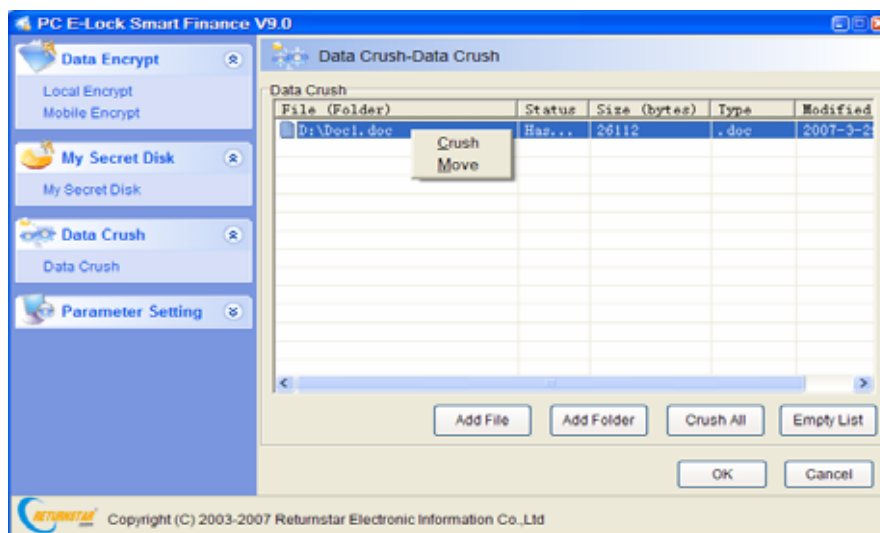 PC E-Lock Smart Finance V9.0
Data Encrypt
Local Encrypt
Mobile Encrypt
My Secret Disk
My Secret Disk
Data Crush
Data Crush
Parameter Setting
Data Crush-Data Crush
Data Crush
File (Folder) Status Size (bytes) Type Modified
D:\Doc1.doc Has... 26112 .doc 2007-3-2
Crush
Move
Add File Add Folder Crush All Empty List
OK Cancel
RETURNSTAR Copyright (C) 2003-2007 Returnstar Electronic Information Co.,Ltd